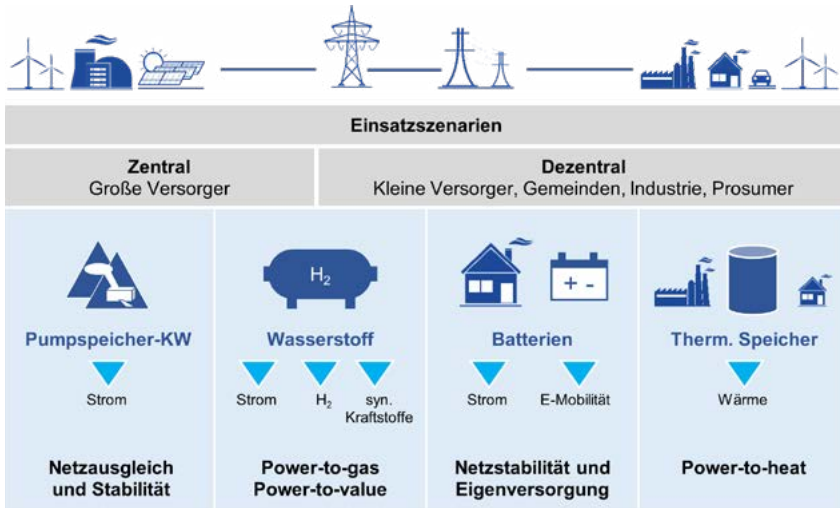 Einsatzszenarien
Zentral
Große Versorger
Dezentral
Kleine Versorger, Gemeinden, Industrie, Prosumer
H₂
+ -
Pumpspeicher-KW
Wasserstoff
Batterien
Therm. Speicher
Strom
Strom
H₂
syn.
Kraftstoffe
Strom
E-Mobilität
Wärme
Netzausgleich
und Stabilität
Power-to-gas
Power-to-value
Netzstabilität und
Eigenversorgung
Power-to-heat